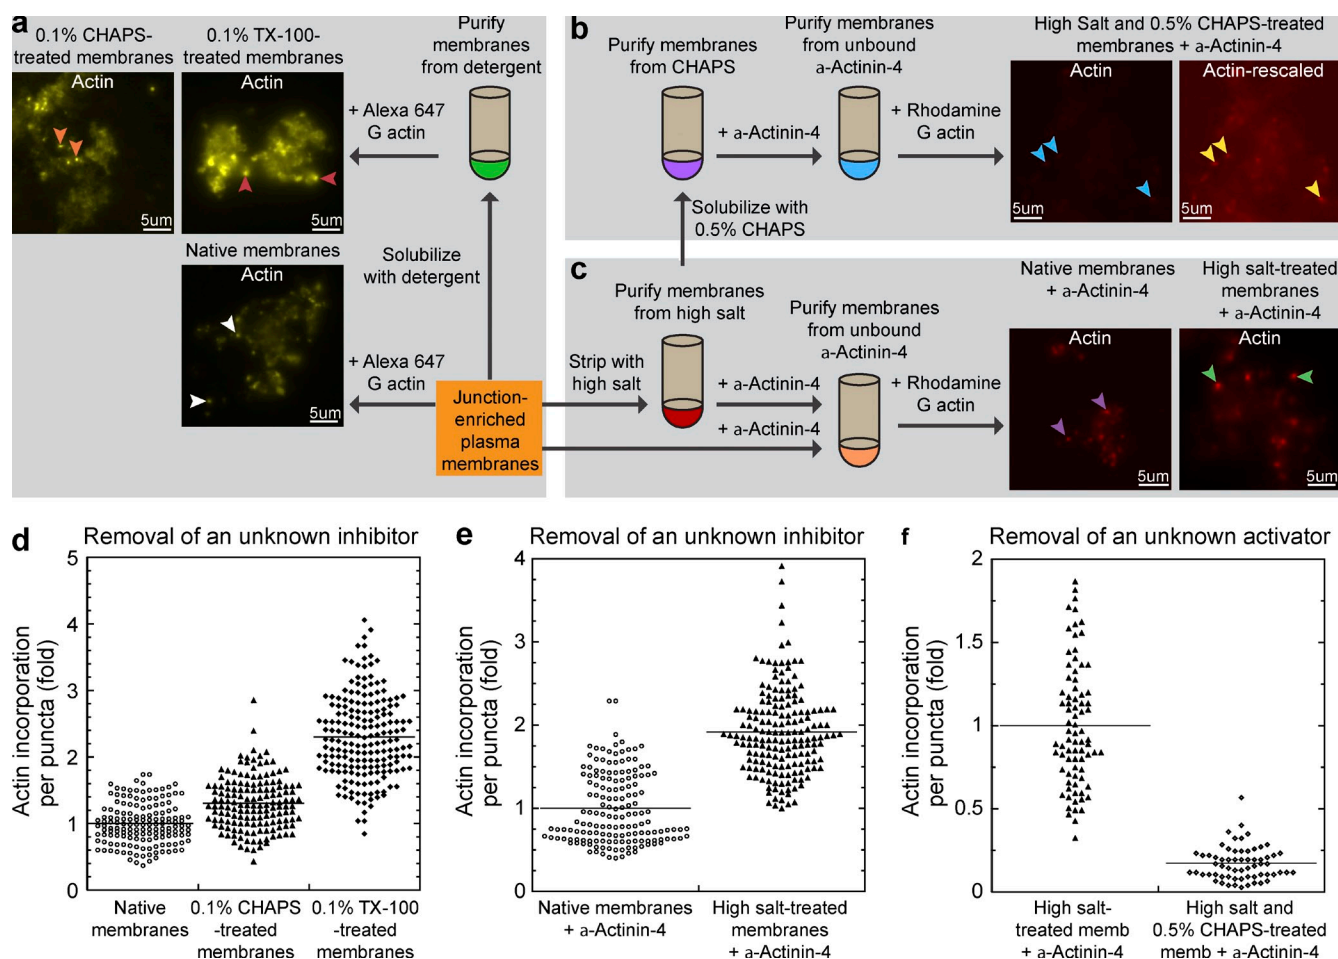 a
0.1% CHAPS-
treated membranes
Actin
5um
0.1% TX-100-
treated membranes
Actin
5um
Purify
membranes
from detergent
+ Alexa 647
G actin
Solubilize
with detergent
Native membranes
Actin
5um
+ Alexa 647
G actin
Junction-
enriched
plasma
membranes
b
Purify membranes
from CHAPS
+ a-Actinin-4
Purify membranes
from unbound
a-Actinin-4
+ Rhodamine
G actin
High Salt and 0.5% CHAPS-treated
membranes + a-Actinin-4
Actin
5um
Actin-rescaled
5um
Solubilize with
0.5% CHAPS
c
Purify membranes
from high salt
Strip with
high salt
+ a-Actinin-4
+ a-Actinin-4
Purify membranes
from unbound
a-Actinin-4
+ Rhodamine
G actin
Native membranes
+ a-Actinin-4
Actin
5um
High salt-treated
membranes
+ a-Actinin-4
Actin
5um
d
Removal of an unknown inhibitor
Actin incorporation
per puncta (fold)
5
4
3
2
1
0
Native
membranes
0.1% CHAPS
-treated
membranes
0.1% TX-100
-treated
membranes
e
Removal of an unknown inhibitor
Actin incorporation
per puncta (fold)
4
3
2
1
0
Native membranes
+ a-Actinin-4
High salt-treated
membranes
+ a-Actinin-4
f
Removal of an unknown activator
Actin incorporation
per puncta (fold)
2
1.5
1
0.5
0
High salt-
treated memb
+ a-Actinin-4
High salt and
0.5% CHAPS-treated
memb + a-Actinin-4